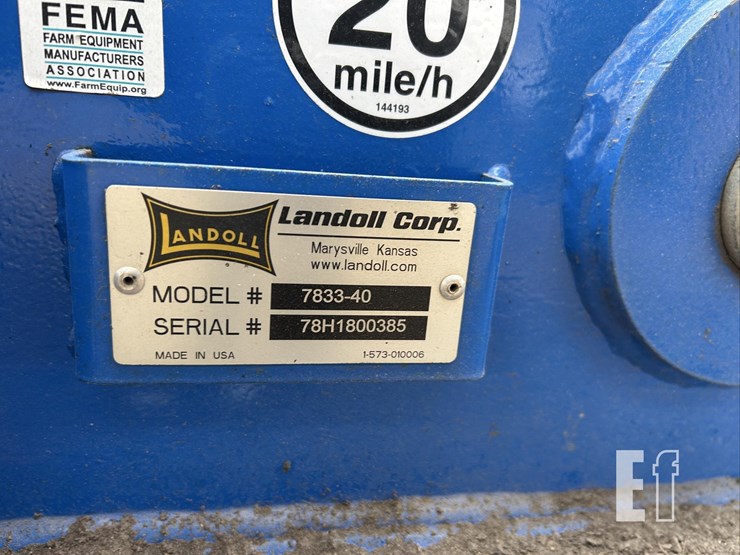 FEMA
FARM EQUIPMENT
MANUFACTURERS
ASSOCIATION
www.FarmEquip.org
20
mile/h
144193
LANDOLL
Landoll Corp.
Marysville Kansas
www.landoll.com
MODEL # 7833-40
SERIAL # 78H1800385
MADE IN USA 1-573-010006
Ef